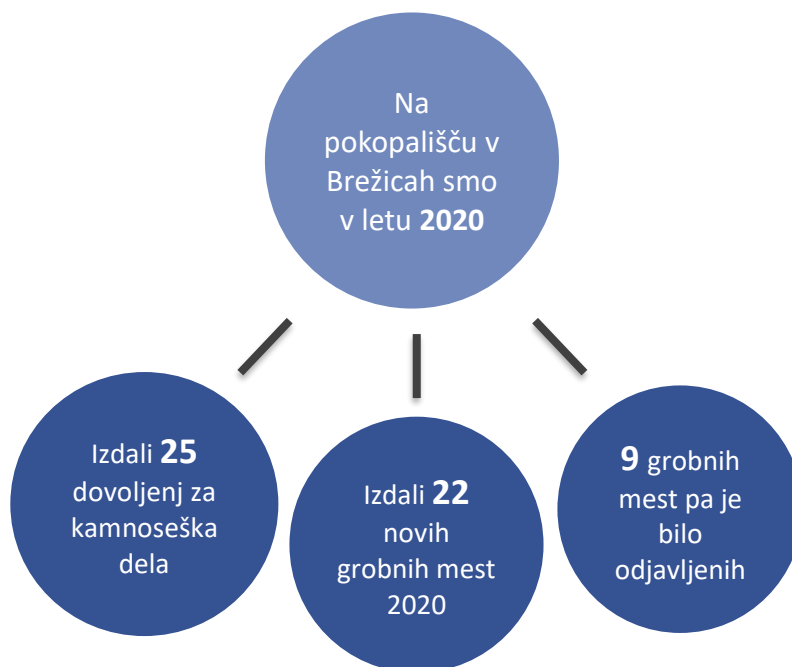 Na
pokopališču v
Brežicah smo
v letu 2020
Izdali 25
dovoljenj za
kamnoseška
dela
Izdali 22
novih
grobnih mest
2020
9 grobnih
mest pa je
bilo
odjavljenih